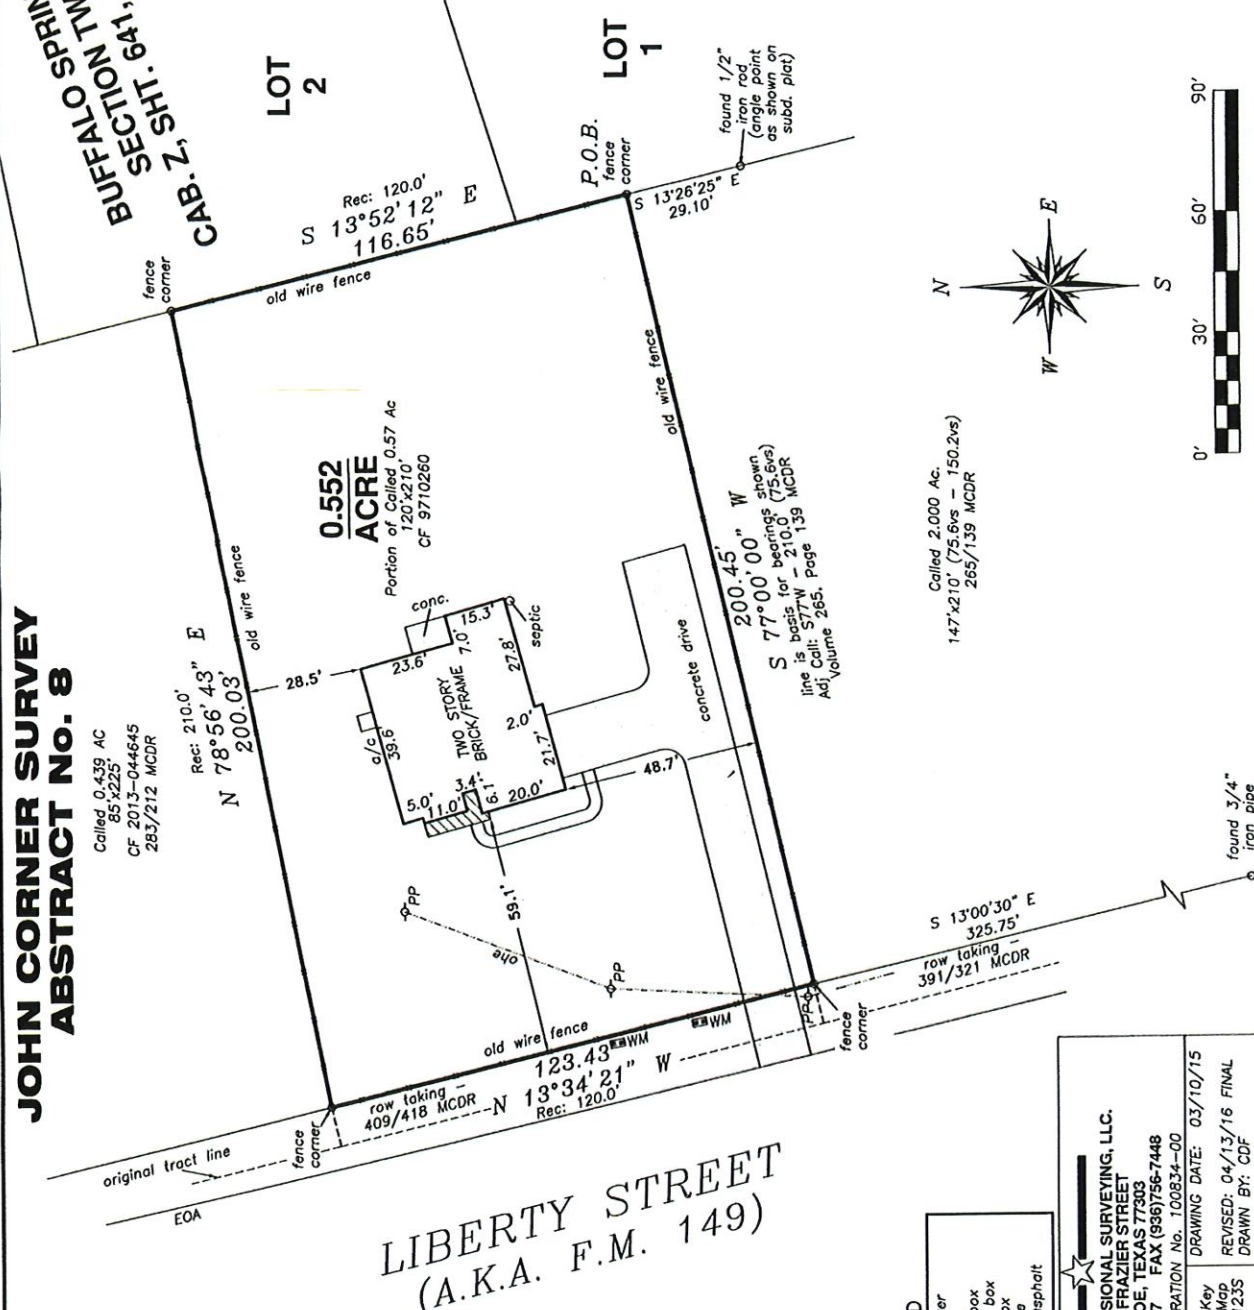 BUFFALO SPRIN
SECTION TW
CAB. Z, SHT. 641,
LOT
2
LOT
1
found 1/2"
iron rod
(angle point
as shown on
subd. plat)
P.O.B.
fence
corner
S 13°26'25" E
29.10'
Rec: 120.0'
S 13°52'12" E
116.65'
old wire fence
fence
corner
JOHN CORNER SURVEY
ABSTRACT No. 8
Called 0.439 AC
85'x225'
CF 2013-044645
283/212 MCDR
Rec: 210.0'
N 78°56'43" E
200.03'
old wire fence
0.552
ACRE
Portion of Called 0.57 Ac
120'x210'
CF 9710260
28.5'
conc.
23.6'
7.0'
15.3'
septic
27.8'
a/c
39.6'
TWO STORY
BRICK/FRAME
2.0'
21.7'
5.0'
11.0'
3.4'
6.1'
20.0'
48.7'
59.1'
concrete drive
old wire fence
200.45'
S 77°00'00" W
line is basis for bearings shown
Adj Call: S77°W - 210.0' (75.6vs)
Volume 265, Page 139 MCDR
Called 2.000 Ac.
147'x210' (75.6vs - 150.2vs)
265/139 MCDR
N
E
S
W
0'
30'
60'
90'
PP
ohe
PP
PP
WM
WM
old wire fence
123.43'
N 13°34'21" W
Rec: 120.0'
row taking -
409/418 MCDR
fence
corner
fence
corner
original tract line
EOA
S 13°00'30" E
325.75'
row taking -
391/321 MCDR
found 3/4"
iron pipe
LIBERTY STREET
(A.K.A. F.M. 149)
SIONAL SURVEYING, LLC.
FRAZIER STREET
OE, TEXAS 77303
7 FAX (936)756-7448
RATION No. 100834-00
Key
Map
23S
DRAWING DATE: 03/10/15
REVISED: 04/13/16 FINAL
DRAWN BY: CDF
D
er
box
box
ox
e
asphalt